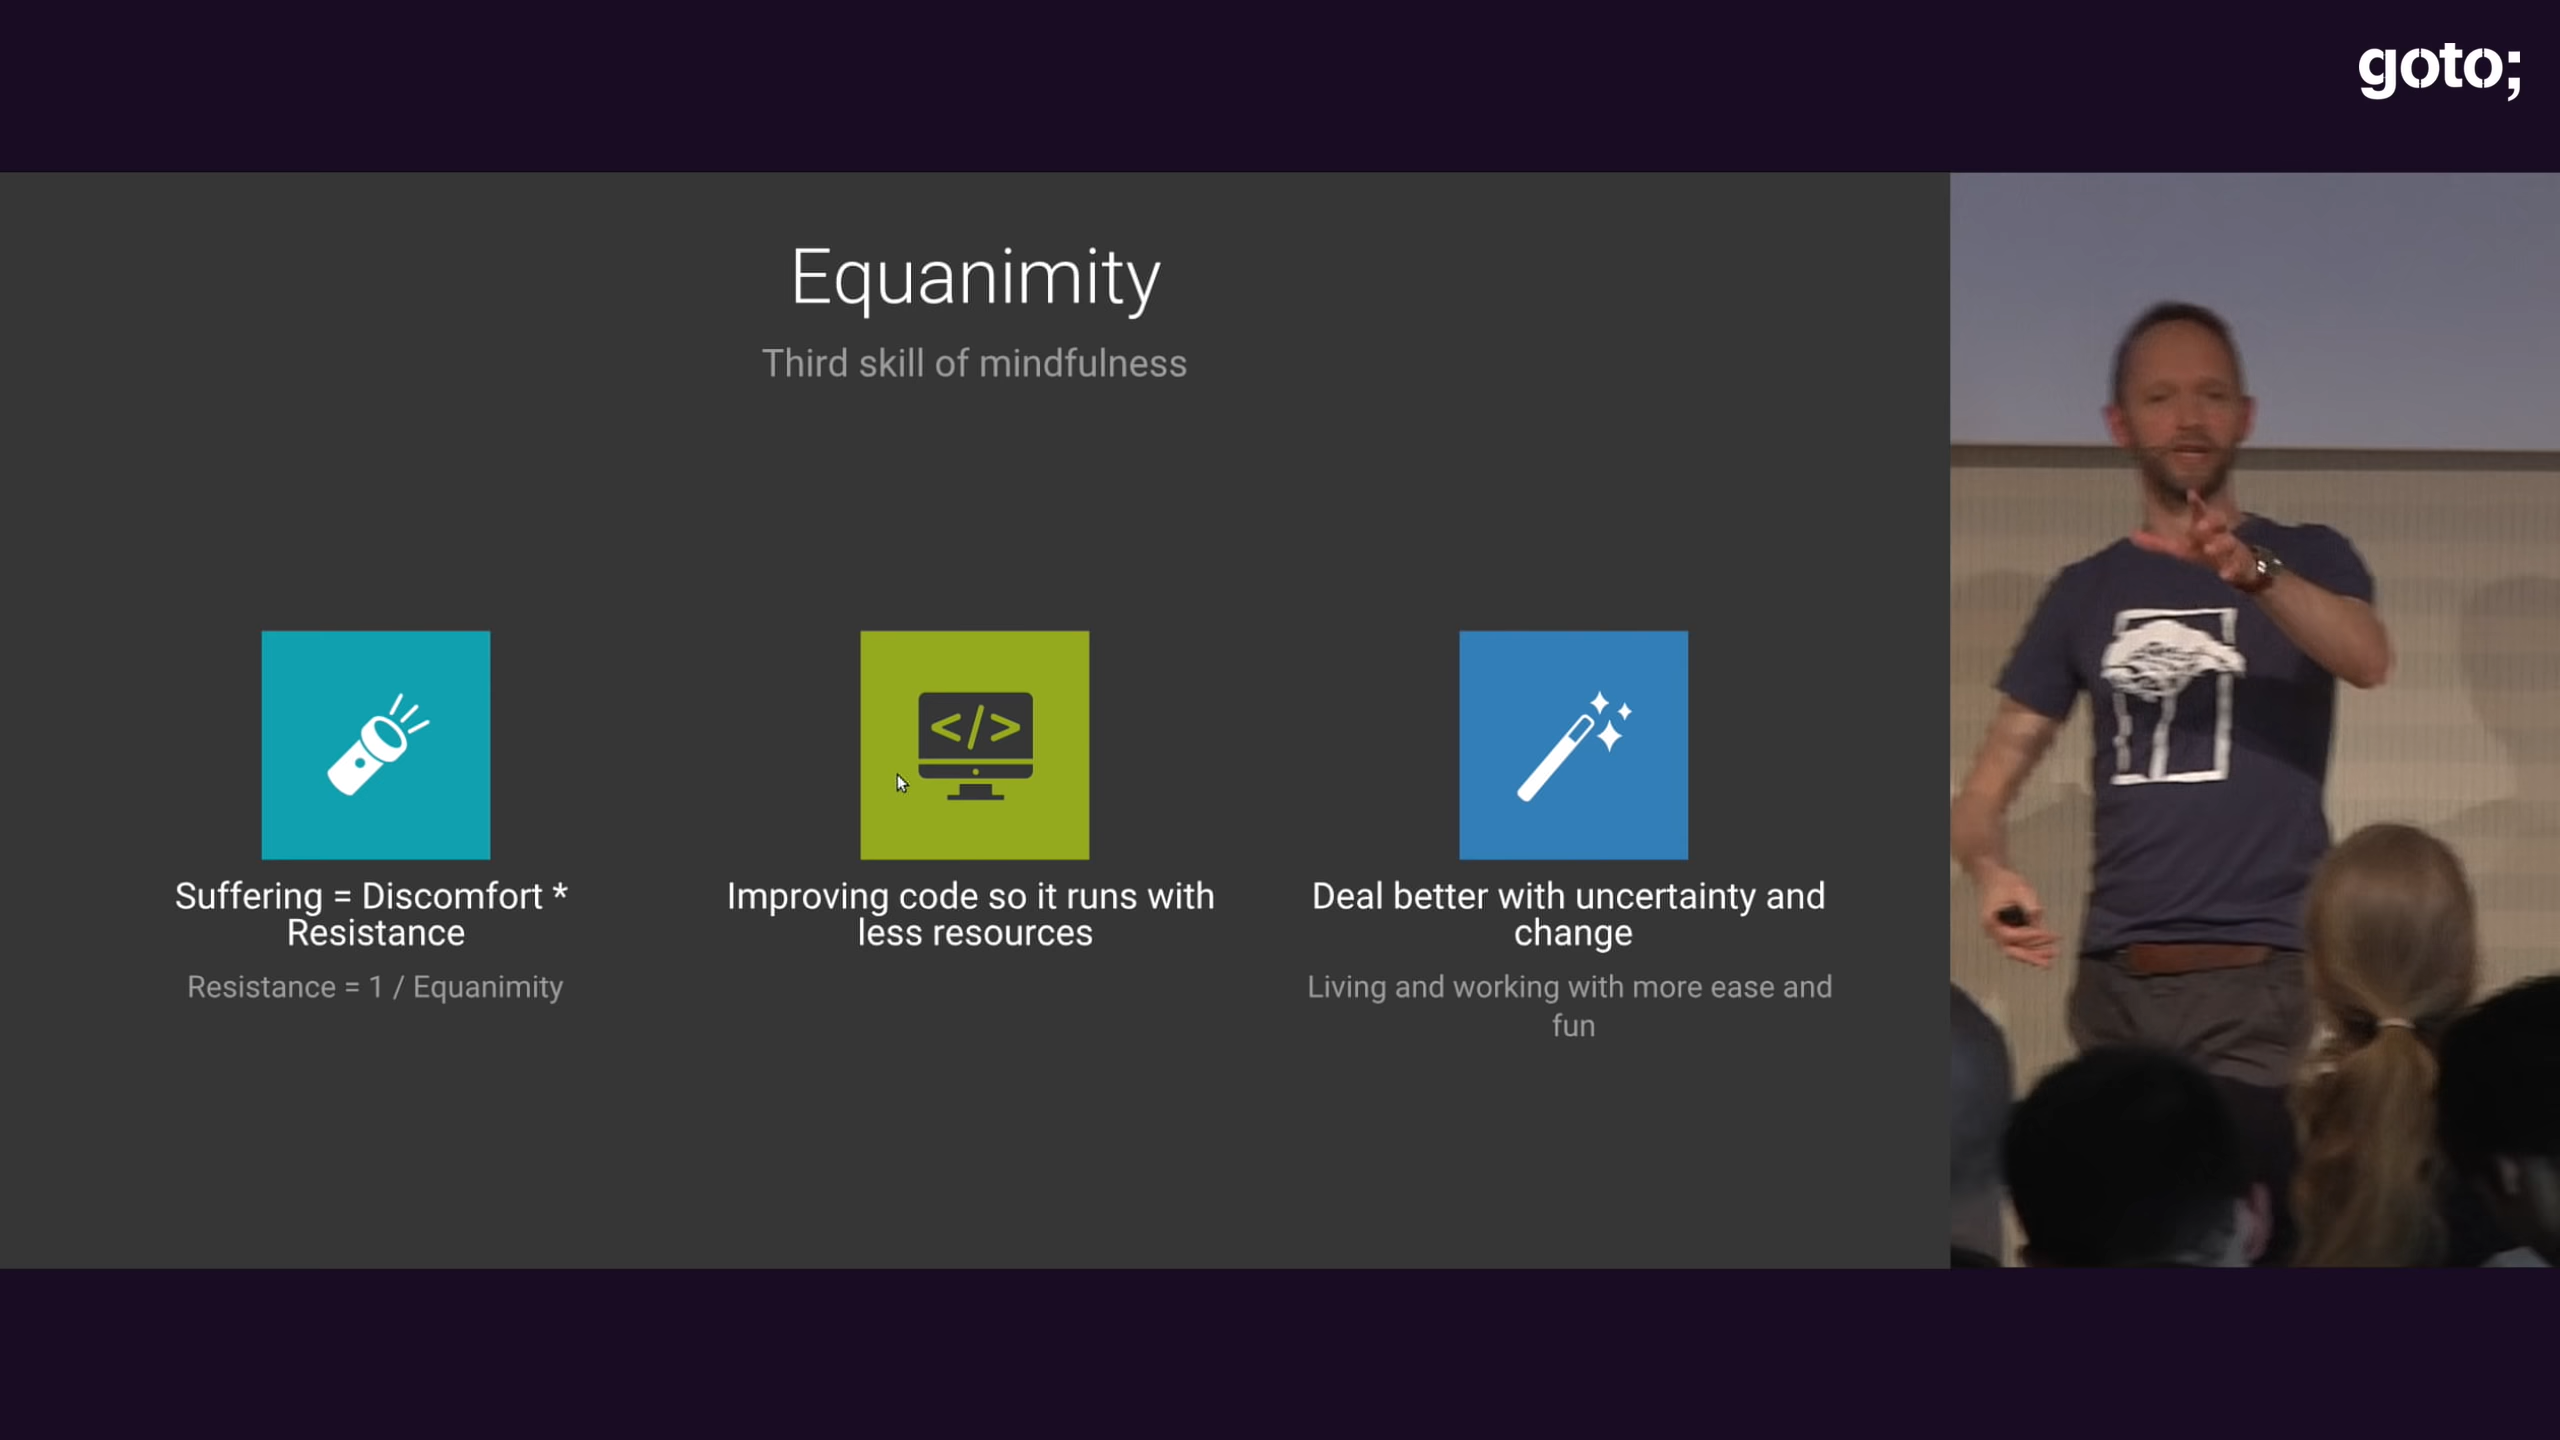 goto;
Equanimity
Third skill of mindfulness
</>
Suffering = Discomfort *
Resistance
Resistance = 1 / Equanimity
Improving code so it runs with
less resources
Deal better with uncertainty and
change
Living and working with more ease and
fun